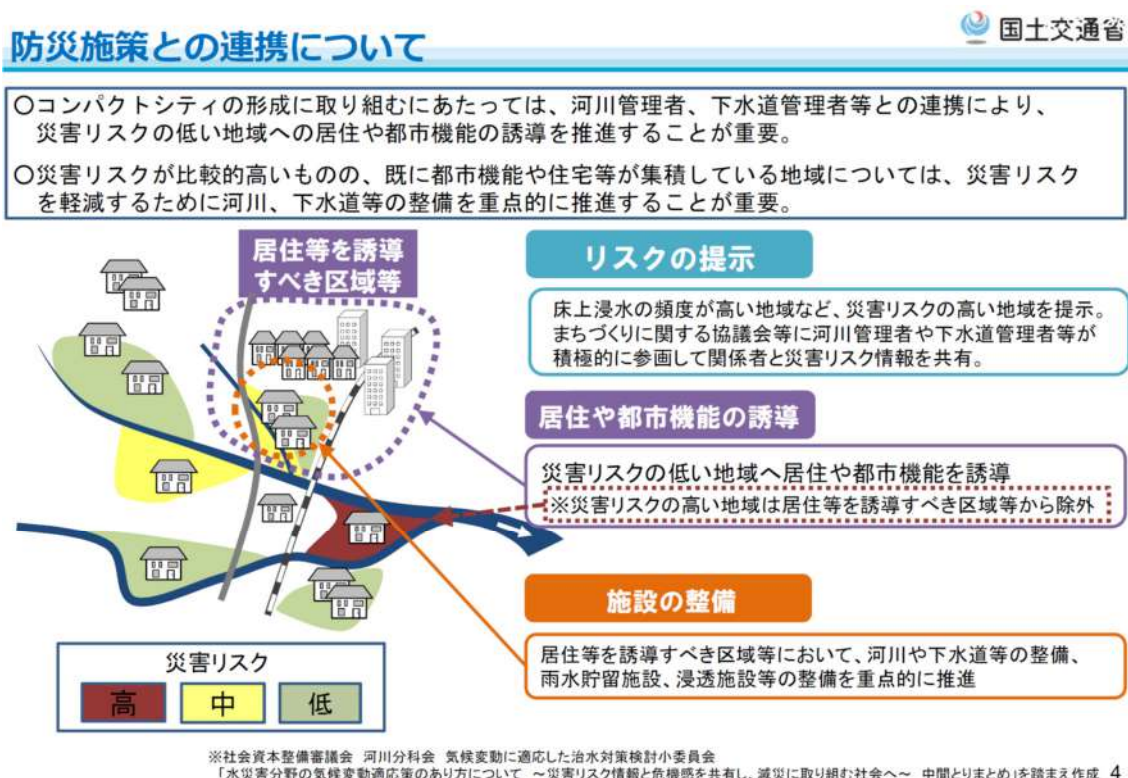 防災施策との連携について
国土交通省
〇コンパクトシティの形成に取り組むにあたっては、河川管理者、下水道管理者等との連携により、
災害リスクの低い地域への居住や都市機能の誘導を推進することが重要。
〇災害リスクが比較的高いものの、既に都市機能や住宅等が集積している地域については、災害リスク
を軽減するために河川、下水道等の整備を重点的に推進することが重要。
居住等を誘導
すべき区域等
リスクの提示
床上浸水の頻度が高い地域など、災害リスクの高い地域を提示。
まちづくりに関する協議会等に河川管理者や下水道管理者等が
積極的に参画して関係者と災害リスク情報を共有。
居住や都市機能の誘導
災害リスクの低い地域へ居住や都市機能を誘導
※災害リスクの高い地域は居住等を誘導すべき区域等から除外
施設の整備
居住等を誘導すべき区域等において、河川や下水道等の整備、
雨水貯留施設、浸透施設等の整備を重点的に推進
災害リスク
高 中 低
※社会資本整備審議会 河川分科会 気候変動に適応した治水対策検討小委員会
「水災害分野の気候変動適応策のあり方について ~災害リスク情報と危機感を共有し、減災に取り組む社会へ~ 中間とりまとめ」を踏まえ作成 4